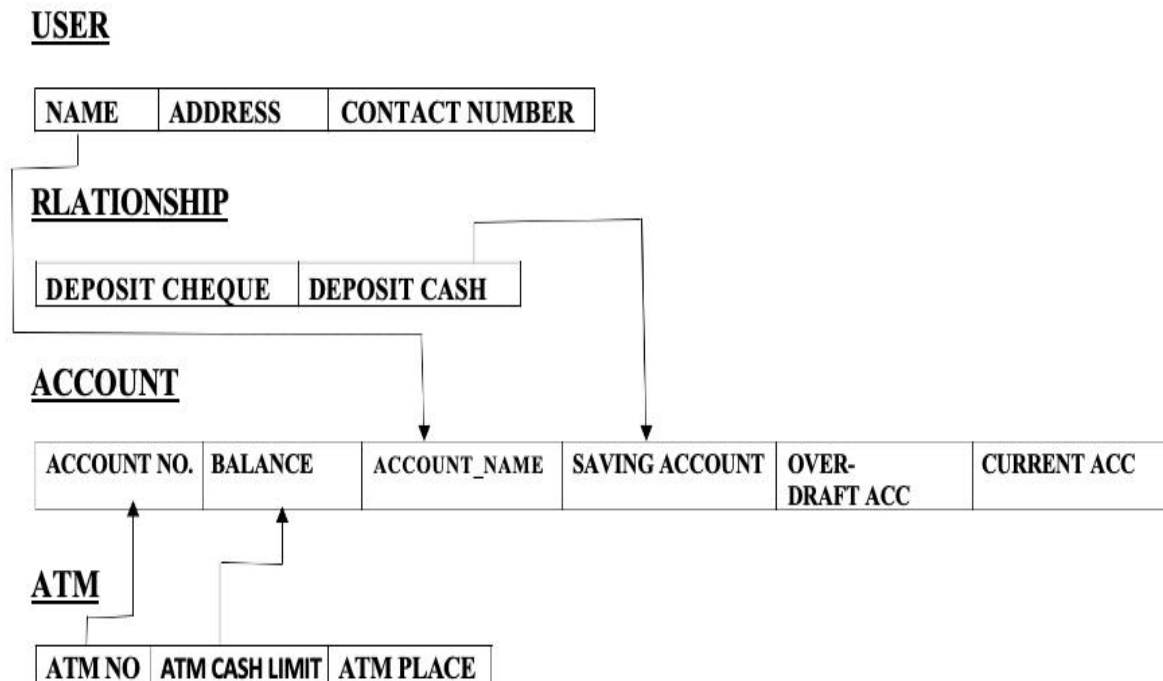 USER
NAME ADDRESS CONTACT NUMBER
RLATIONSHIP
DEPOSIT CHEQUE DEPOSIT CASH
ACCOUNT
ACCOUNT NO. BALANCE ACCOUNT_NAME SAVING ACCOUNT OVER- CURRENT ACC
DRAFT ACC
ATM
ATM NO ATM CASH LIMIT ATM PLACE